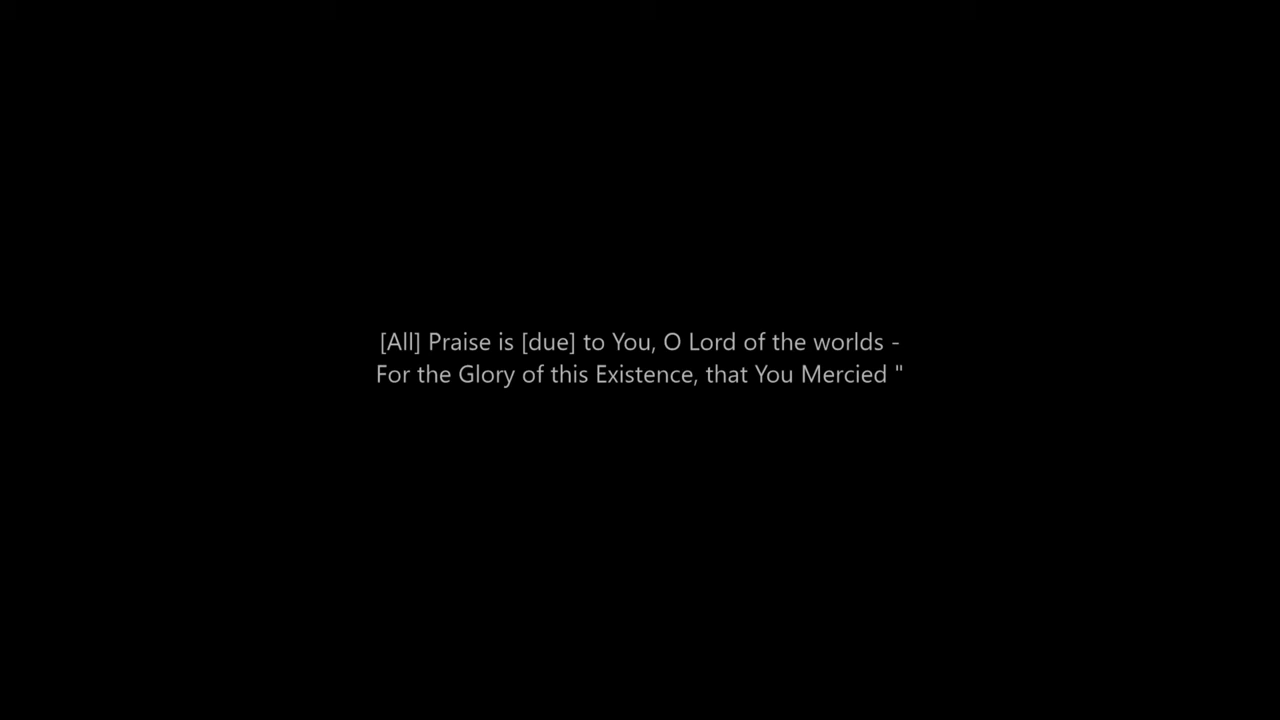 [All] Praise is [due] to You, O Lord of the worlds -
For the Glory of this Existence, that You Mercied "